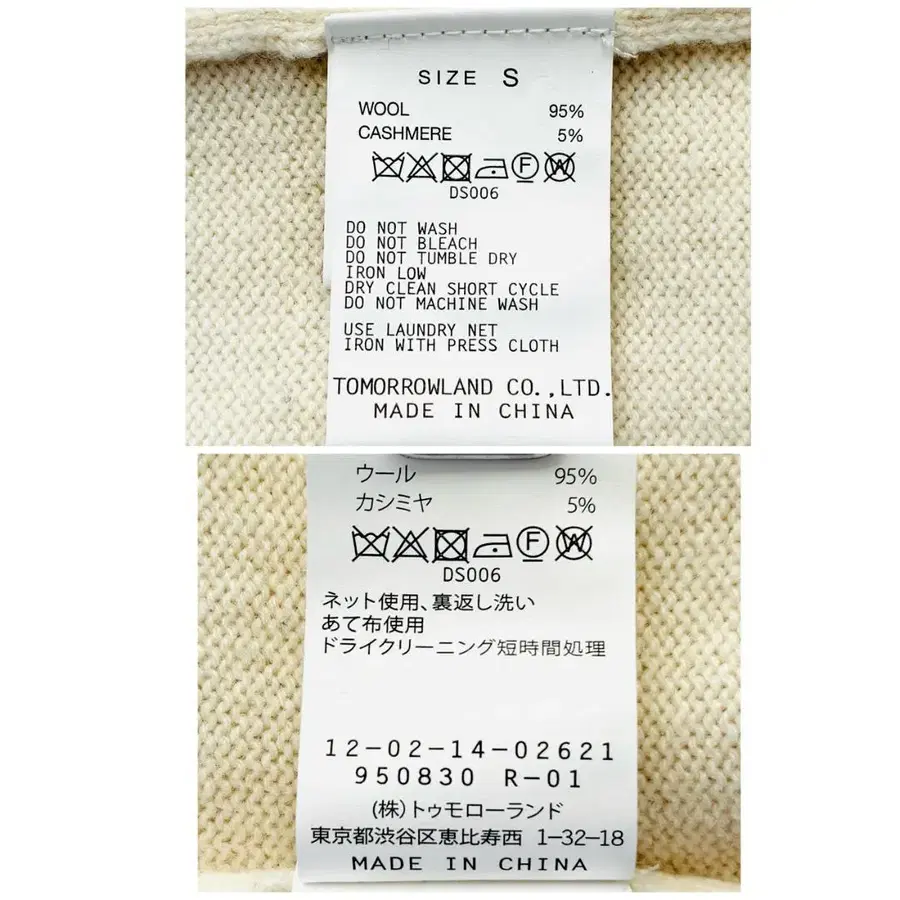 SIZE S
WOOL 95%
CASHMERE 5%
F W
DS006
DO NOT WASH
DO NOT BLEACH
DO NOT TUMBLE DRY
IRON LOW
DRY CLEAN SHORT CYCLE
DO NOT MACHINE WASH
USE LAUNDRY NET
IRON WITH PRESS CLOTH
TOMORROWLAND CO.,LTD.
MADE IN CHINA
ウール 95%
カシミヤ 5%
F W
DS006
ネット使用、裏返し洗い
あて布使用
ドライクリーニング短時間処理
12-02-14-02621
950830 R-01
(株)トゥモローランド
東京都渋谷区恵比寿西 1-32-18
MADE IN CHINA